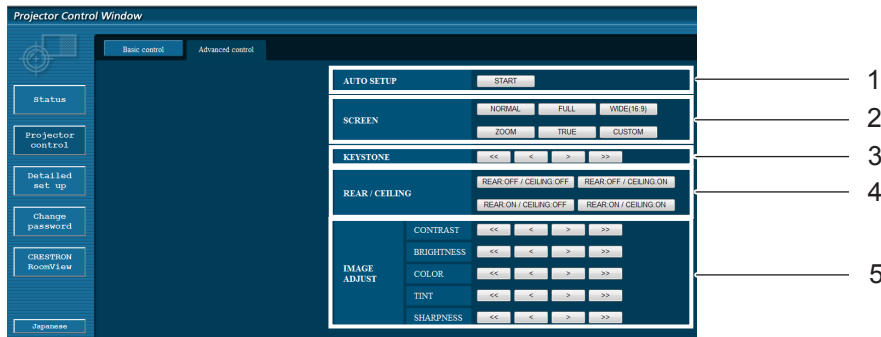 Projector Control Window
Basic control Advanced control
Status
Projector control
Detailed set up
Change password
CRESTRON RoomView
Japanese
AUTO SETUP START 1
SCREEN NORMAL FULL WIDE(16:9) 2
ZOOM TRUE CUSTOM
KEYSTONE << < > >> 3
REAR / CEILING REAR:OFF / CEILING:OFF REAR:OFF / CEILING:ON 4
REAR:ON / CEILING:OFF REAR:ON / CEILING:ON
IMAGE ADJUST 5
CONTRAST << < > >>
BRIGHTNESS << < > >>
COLOR << < > >>
TINT << < > >>
SHARPNESS << < > >>